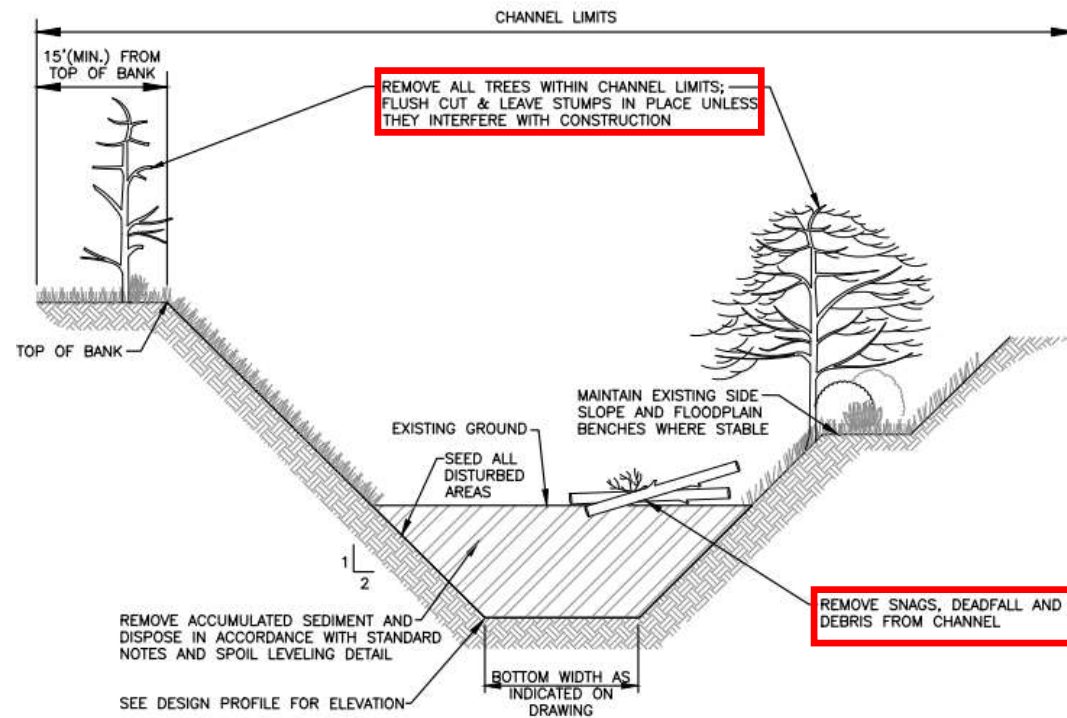 CHANNEL LIMITS
15'(MIN.) FROM
TOP OF BANK
REMOVE ALL TREES WITHIN CHANNEL LIMITS;
FLUSH CUT & LEAVE STUMPS IN PLACE UNLESS
THEY INTERFERE WITH CONSTRUCTION
TOP OF BANK
MAINTAIN EXISTING SIDE
SLOPE AND FLOODPLAIN
BENCHES WHERE STABLE
EXISTING GROUND
SEED ALL
DISTURBED
AREAS
1
2
REMOVE ACCUMULATED SEDIMENT AND
DISPOSE IN ACCORDANCE WITH STANDARD
NOTES AND SPOIL LEVELING DETAIL
REMOVE SNAGS, DEADFALL AND
DEBRIS FROM CHANNEL
SEE DESIGN PROFILE FOR ELEVATION
BOTTOM WIDTH AS
INDICATED ON
DRAWING